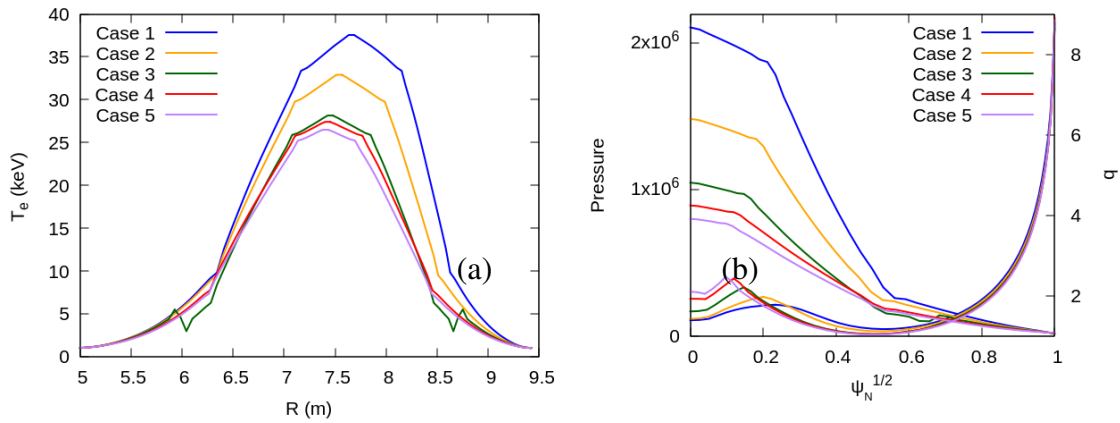 40
35
30
25
20
15
10
5
0
T_e (keV)
Case 1
Case 2
Case 3
Case 4
Case 5
(a)
5 5.5 6 6.5 7 7.5 8 8.5 9 9.5
R (m)
2x10^6
1x10^6
0
Pressure
Case 1
Case 2
Case 3
Case 4
Case 5
(b)
8
6
4
2
q
0 0.2 0.4 0.6 0.8 1
ψ_N^1/2